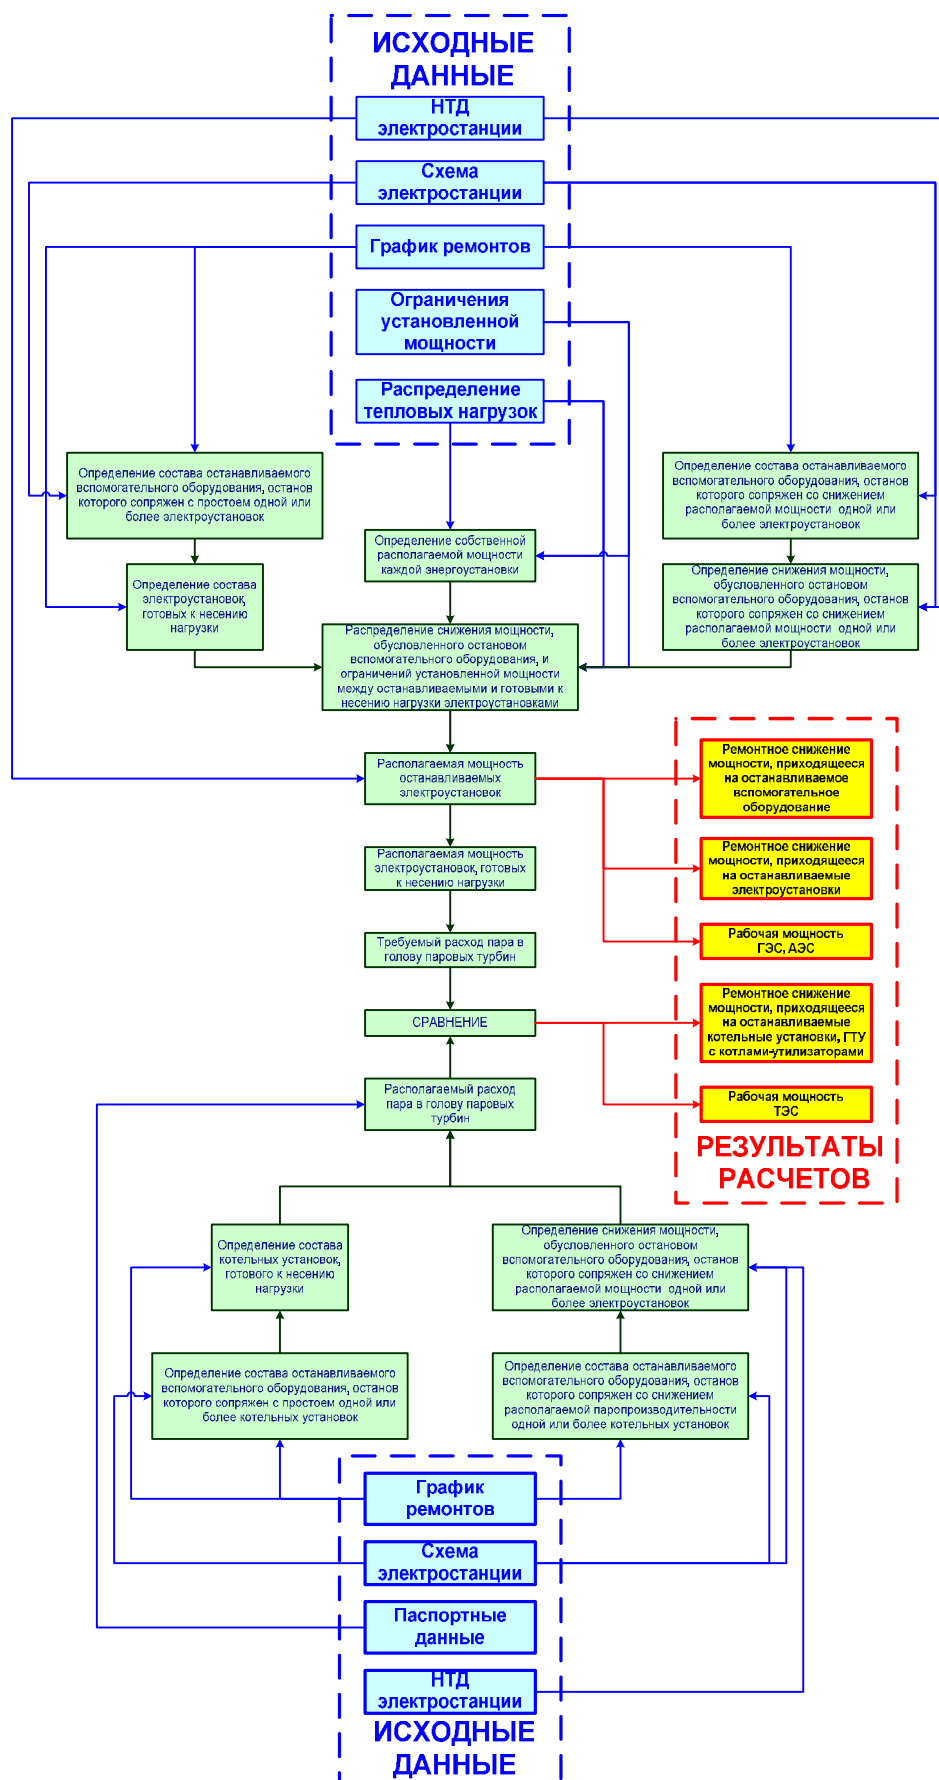 ИСХОДНЫЕ
ДАННЫЕ
НТД
электростанции
Схема
электростанции
График ремонтов
Ограничения
установленной
мощности
Распределение
тепловых нагрузок
Определение состава останавливаемого
вспомогательного оборудования, останов
которого сопряжен с простоем одной или
более электроустановок
Определение состава останавливаемого
вспомогательного оборудования, останов
которого сопряжен со снижением
располагаемой мощности одной или
или более электроустановок
Определение собственной
располагаемой мощности
каждой энергоустановки
Определение состава
электроустановок,
готовых к несению
нагрузки
Определение снижения мощности,
обусловленного остановом
вспомогательного оборудования, останов
которого сопряжен со снижением
располагаемой мощности одной или
или более электроустановок
Распределение снижения мощности,
обусловленного остановом
вспомогательного оборудования, и
ограничений установленной мощности
между останавливаемыми и готовыми к
несению нагрузки электроустановками
Располагаемая мощность
останавливаемых
электроустановок
Располагаемая мощность
электроустановок, готовых
к несению нагрузки
Требуемый расход пара в
голову паровых турбин
СРАВНЕНИЕ
Располагаемый расход
пара в голову паровых
турбин
Ремонтное снижение
мощности, приходящееся
на останавливаемое
вспомогательное
оборудование
Ремонтное снижение
мощности, приходящееся
на останавливаемые
электроустановки
Рабочая мощность
ГЭС, АЭС
Ремонтное снижение
мощности, приходящееся
на останавливаемые
котельные установки, ГТУ
с котлами-утилизаторами
Рабочая мощность
ТЭС
РЕЗУЛЬТАТЫ
РАСЧЕТОВ
Определение состава
котельных установок,
готового к несению
нагрузки
Определение снижения мощности,
обусловленного остановом
вспомогательного оборудования, останов
которого сопряжен со снижением
располагаемой мощности одной или
или более электроустановок
Определение состава останавливаемого
вспомогательного оборудования, останов
которого сопряжен с простоем одной или
или более котельных установок
Определение состава останавливаемого
вспомогательного оборудования, останов
которого сопряжен со снижением
располагаемой паропроизводительности
одной или более котельных установок
График
ремонтов
Схема
электростанции
Паспортные
данные
НТД
электростанции
ИСХОДНЫЕ
ДАННЫЕ